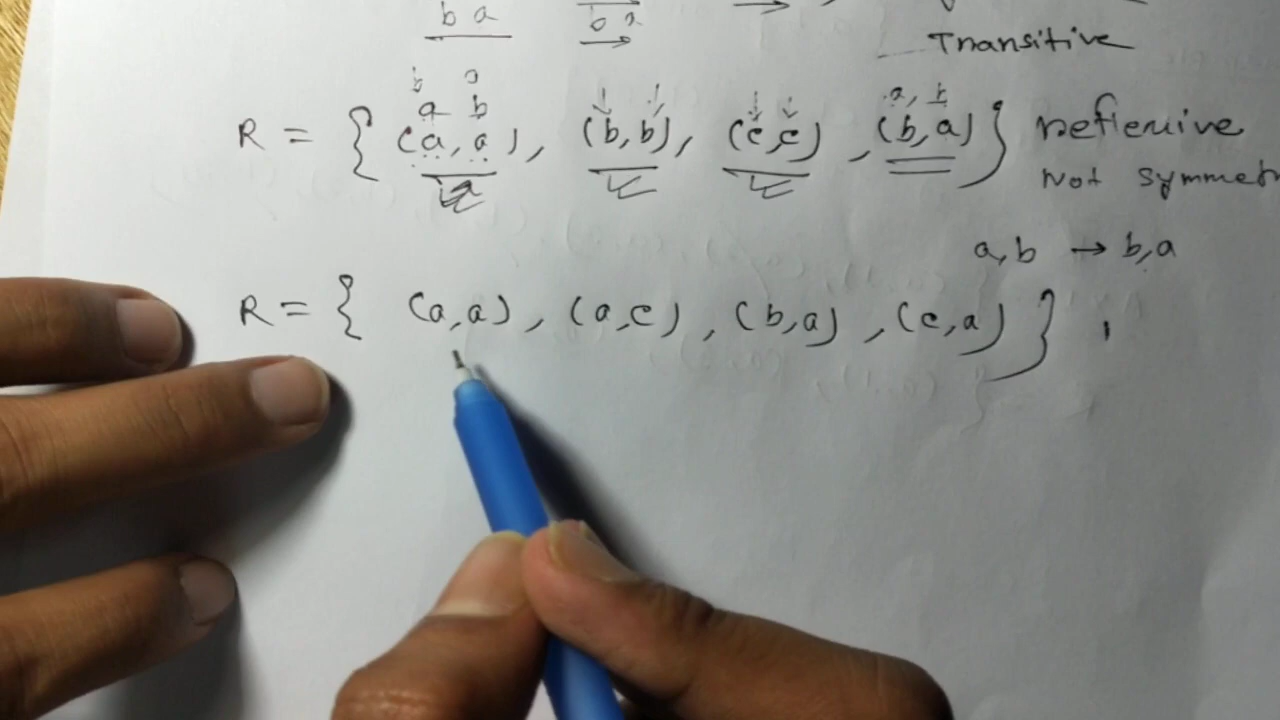 b a b a →
Transitive
b a
a b a, b
R = { (a,a), (b,b), (c,c), (b,a) } reflexive
Not Symmet
a,b → b,a
R = { (a,a), (a,c), (b,a), (c,a) } ,